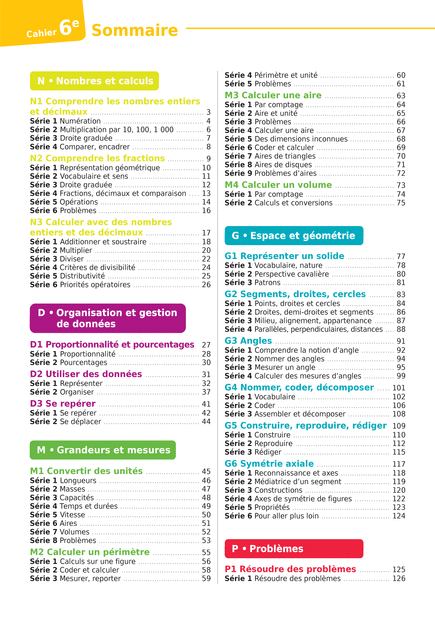 Cahier 6e Sommaire
N • Nombres et calculs
N1 Comprendre les nombres entiers
et décimaux 3
Série 1 Numération 4
Série 2 Multiplication par 10, 100, 1 000 6
Série 3 Droite graduée 7
Série 4 Comparer, encadrer 8
N2 Comprendre les fractions 9
Série 1 Représentation géométrique 10
Série 2 Vocabulaire et sens 11
Série 3 Droite graduée 12
Série 4 Fractions, décimaux et comparaison 13
Série 5 Opérations 14
Série 6 Problèmes 16
N3 Calculer avec des nombres
entiers et des décimaux 17
Série 1 Additionner et soustraire 18
Série 2 Multiplier 20
Série 3 Diviser 22
Série 4 Critères de divisibilité 24
Série 5 Distributivité 25
Série 6 Priorités opératoires 26
D • Organisation et gestion
de données
D1 Proportionnalité et pourcentages 27
Série 1 Proportionnalité 28
Série 2 Pourcentages 30
D2 Utiliser des données 31
Série 1 Représenter 32
Série 2 Organiser 37
D3 Se repérer 41
Série 1 Se repérer 42
Série 2 Se déplacer 44
M • Grandeurs et mesures
M1 Convertir des unités 45
Série 1 Longueurs 46
Série 2 Masses 47
Série 3 Capacités 48
Série 4 Temps et durées 49
Série 5 Vitesse 50
Série 6 Aires 51
Série 7 Volumes 52
Série 8 Problèmes 53
M2 Calculer un périmètre 55
Série 1 Calculs sur une figure 56
Série 2 Coder et calculer 58
Série 3 Mesurer, reporter 59
Série 4 Périmètre et unité 60
Série 5 Problèmes 61
M3 Calculer une aire 63
Série 1 Par comptage 64
Série 2 Aire et unité 65
Série 3 Problèmes 66
Série 4 Calculer une aire 67
Série 5 Des dimensions inconnues 68
Série 6 Coder et calculer 69
Série 7 Aires de triangles 70
Série 8 Aires de disques 71
Série 9 Problèmes d'aires 72
M4 Calculer un volume 73
Série 1 Par comptage 74
Série 2 Calculs et conversions 75
G • Espace et géométrie
G1 Représenter un solide 77
Série 1 Vocabulaire, nature 78
Série 2 Perspective cavalière 80
Série 3 Patrons 81
G2 Segments, droites, cercles 83
Série 1 Points, droites et cercles 84
Série 2 Droites, demi-droites et segments 86
Série 3 Milieu, alignement, appartenance 87
Série 4 Parallèles, perpendiculaires, distances 88
G3 Angles 91
Série 1 Comprendre la notion d'angle 92
Série 2 Nommer des angles 94
Série 3 Mesurer un angle 95
Série 4 Calculer des mesures d'angles 99
G4 Nommer, coder, décomposer 101
Série 1 Vocabulaire 102
Série 2 Coder 106
Série 3 Assembler et décomposer 108
G5 Construire, reproduire, rédiger 109
Série 1 Construire 110
Série 2 Reproduire 112
Série 3 Rédiger 115
G6 Symétrie axiale 117
Série 1 Reconnaissance et axes 118
Série 2 Médiatrice d'un segment 119
Série 3 Constructions 120
Série 4 Axes de symétrie de figures 122
Série 5 Propriétés 123
Série 6 Pour aller plus loin 124
P • Problèmes
P1 Résoudre des problèmes 125
Série 1 Résoudre des problèmes 126